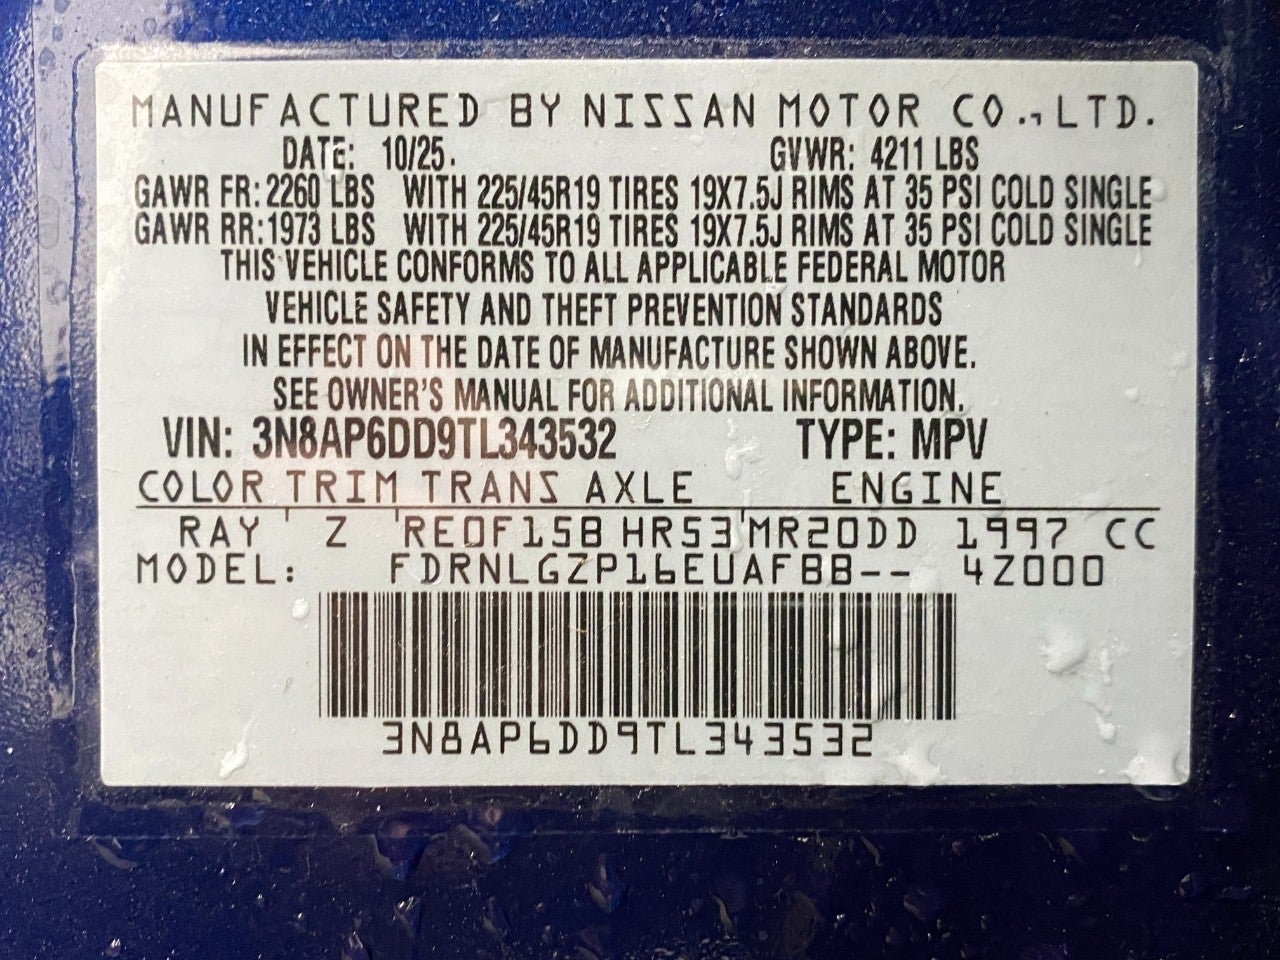 MANUFACTURED BY NISSAN MOTOR CO., LTD.
DATE: 10/25. GVWR: 4211 LBS
GAWR FR: 2260 LBS WITH 225/45R19 TIRES 19X7.5J RIMS AT 35 PSI COLD SINGLE
GAWR RR: 1973 LBS WITH 225/45R19 TIRES 19X7.5J RIMS AT 35 PSI COLD SINGLE
THIS VEHICLE CONFORMS TO ALL APPLICABLE FEDERAL MOTOR
VEHICLE SAFETY AND THEFT PREVENTION STANDARDS
IN EFFECT ON THE DATE OF MANUFACTURE SHOWN ABOVE.
SEE OWNER'S MANUAL FOR ADDITIONAL INFORMATION.
VIN: 3N8AP6DD9TL343532 TYPE: MPV
COLOR TRIM TRANS AXLE ENGINE
RAY Z RE0F15B HR53 MR20DD 1997 CC
MODEL: FDRNLGZP16EUAFBB-- 4Z000
3N8AP6DD9TL343532